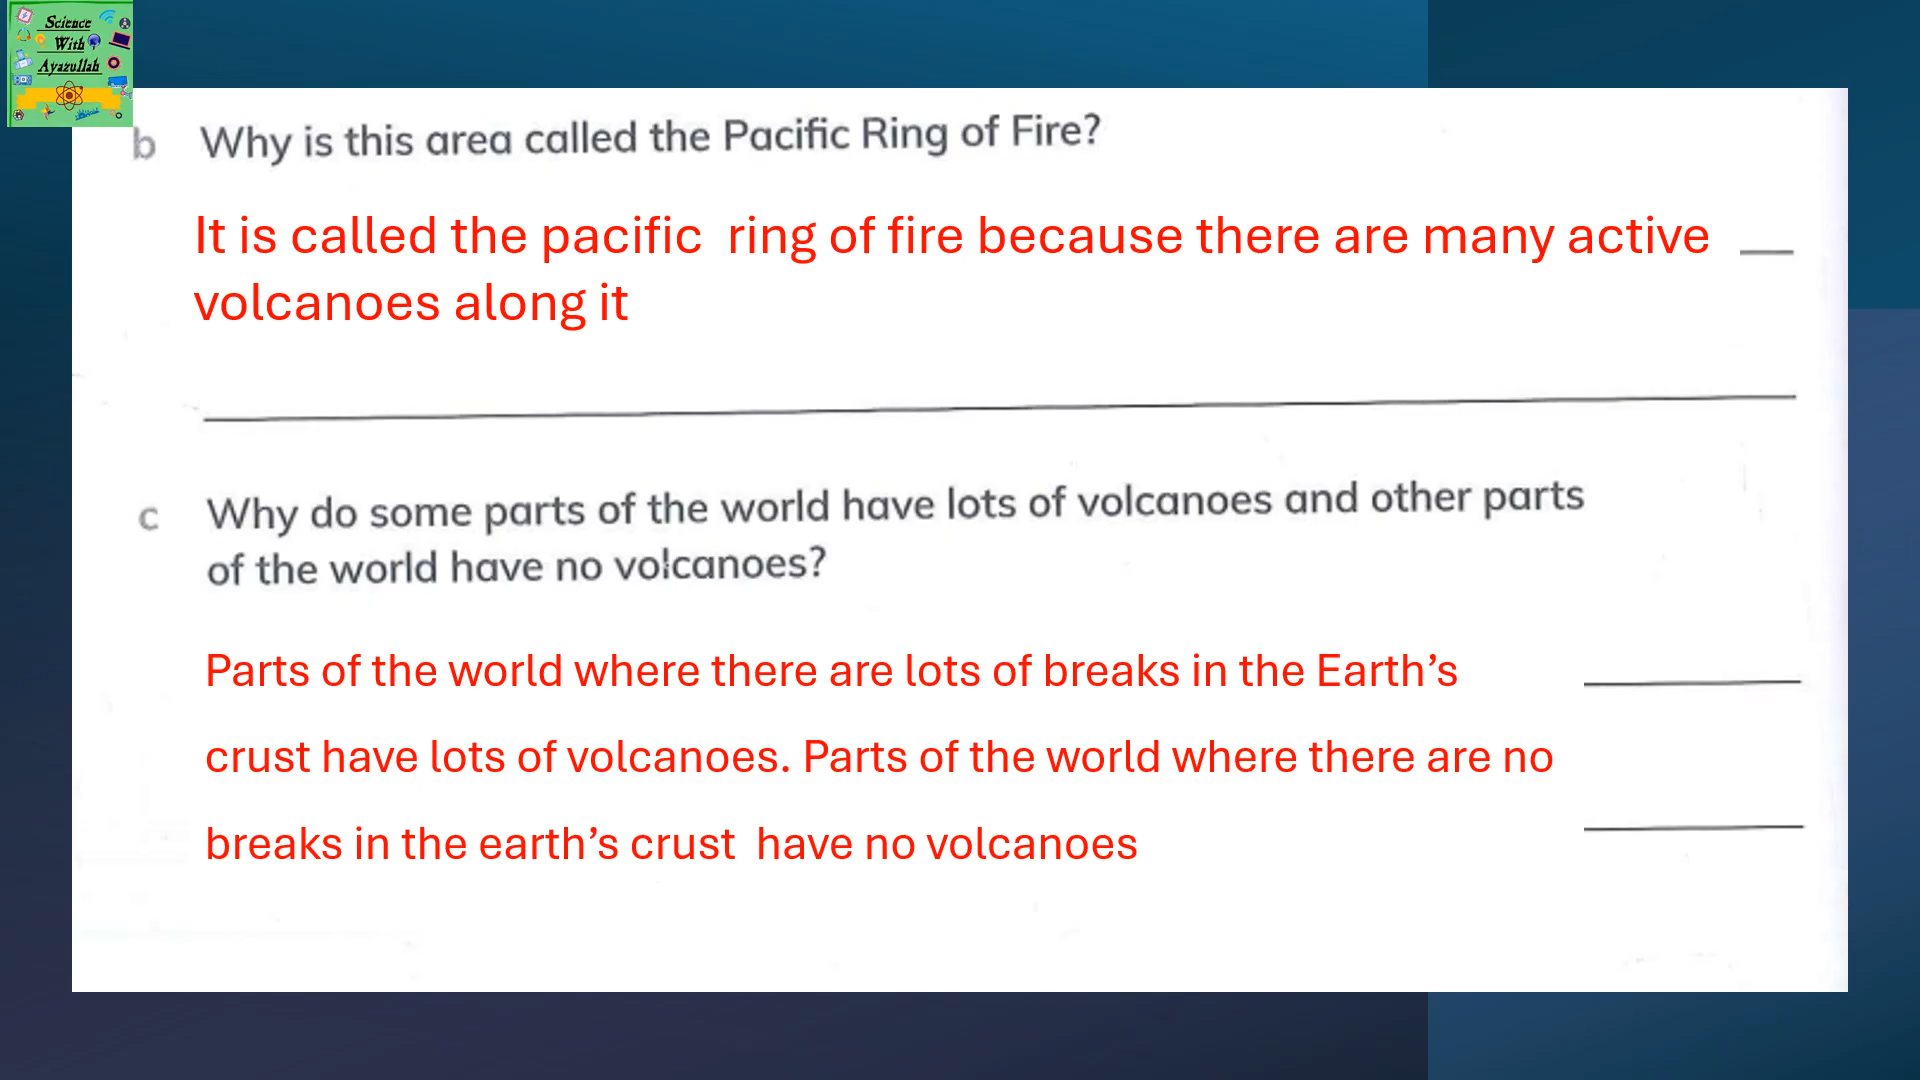 Science
With
Ayazullah
b Why is this area called the Pacific Ring of Fire?
It is called the pacific ring of fire because there are many active
volcanoes along it
c Why do some parts of the world have lots of volcanoes and other parts
of the world have no volcanoes?
Parts of the world where there are lots of breaks in the Earth’s
crust have lots of volcanoes. Parts of the world where there are no
breaks in the earth’s crust have no volcanoes